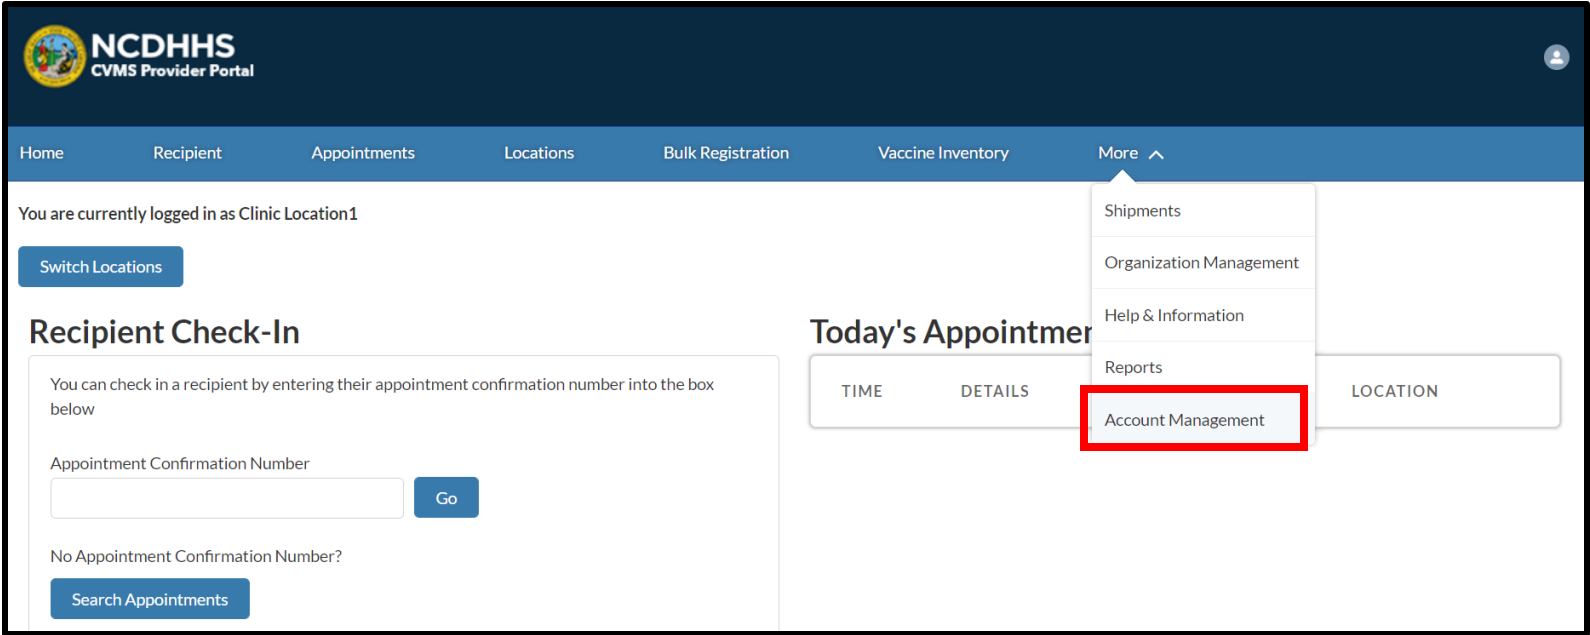 NCDHHS
CVMS Provider Portal
Home Recipient Appointments Locations Bulk Registration Vaccine Inventory More
You are currently logged in as Clinic Location1
Switch Locations
Shipments
Organization Management
Help & Information
Reports
Account Management
Recipient Check-In
You can check in a recipient by entering their appointment confirmation number into the box
below
Appointment Confirmation Number
Go
No Appointment Confirmation Number?
Search Appointments
Today's Appointmen
TIME DETAILS LOCATION